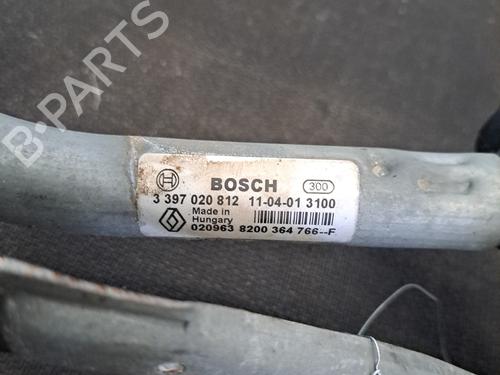 B-PARTS
BOSCH 300
3 397 020 812 11-04-01 3100
Made in
Hungary
020963 8200 364 766--F